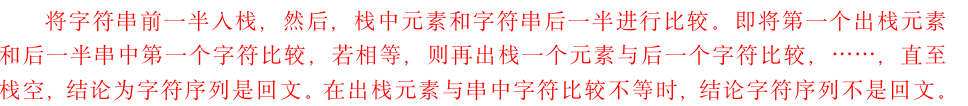 将字符串前一半入栈，然后，栈中元素和字符串后一半进行比较。即将第一个出栈元素
和后一半串中第一个字符比较，若相等，则再出栈一个元素与后一个字符比较，……，直至
栈空，结论为字符序列是回文。在出栈元素与串中字符比较不等时，结论字符序列不是回文。